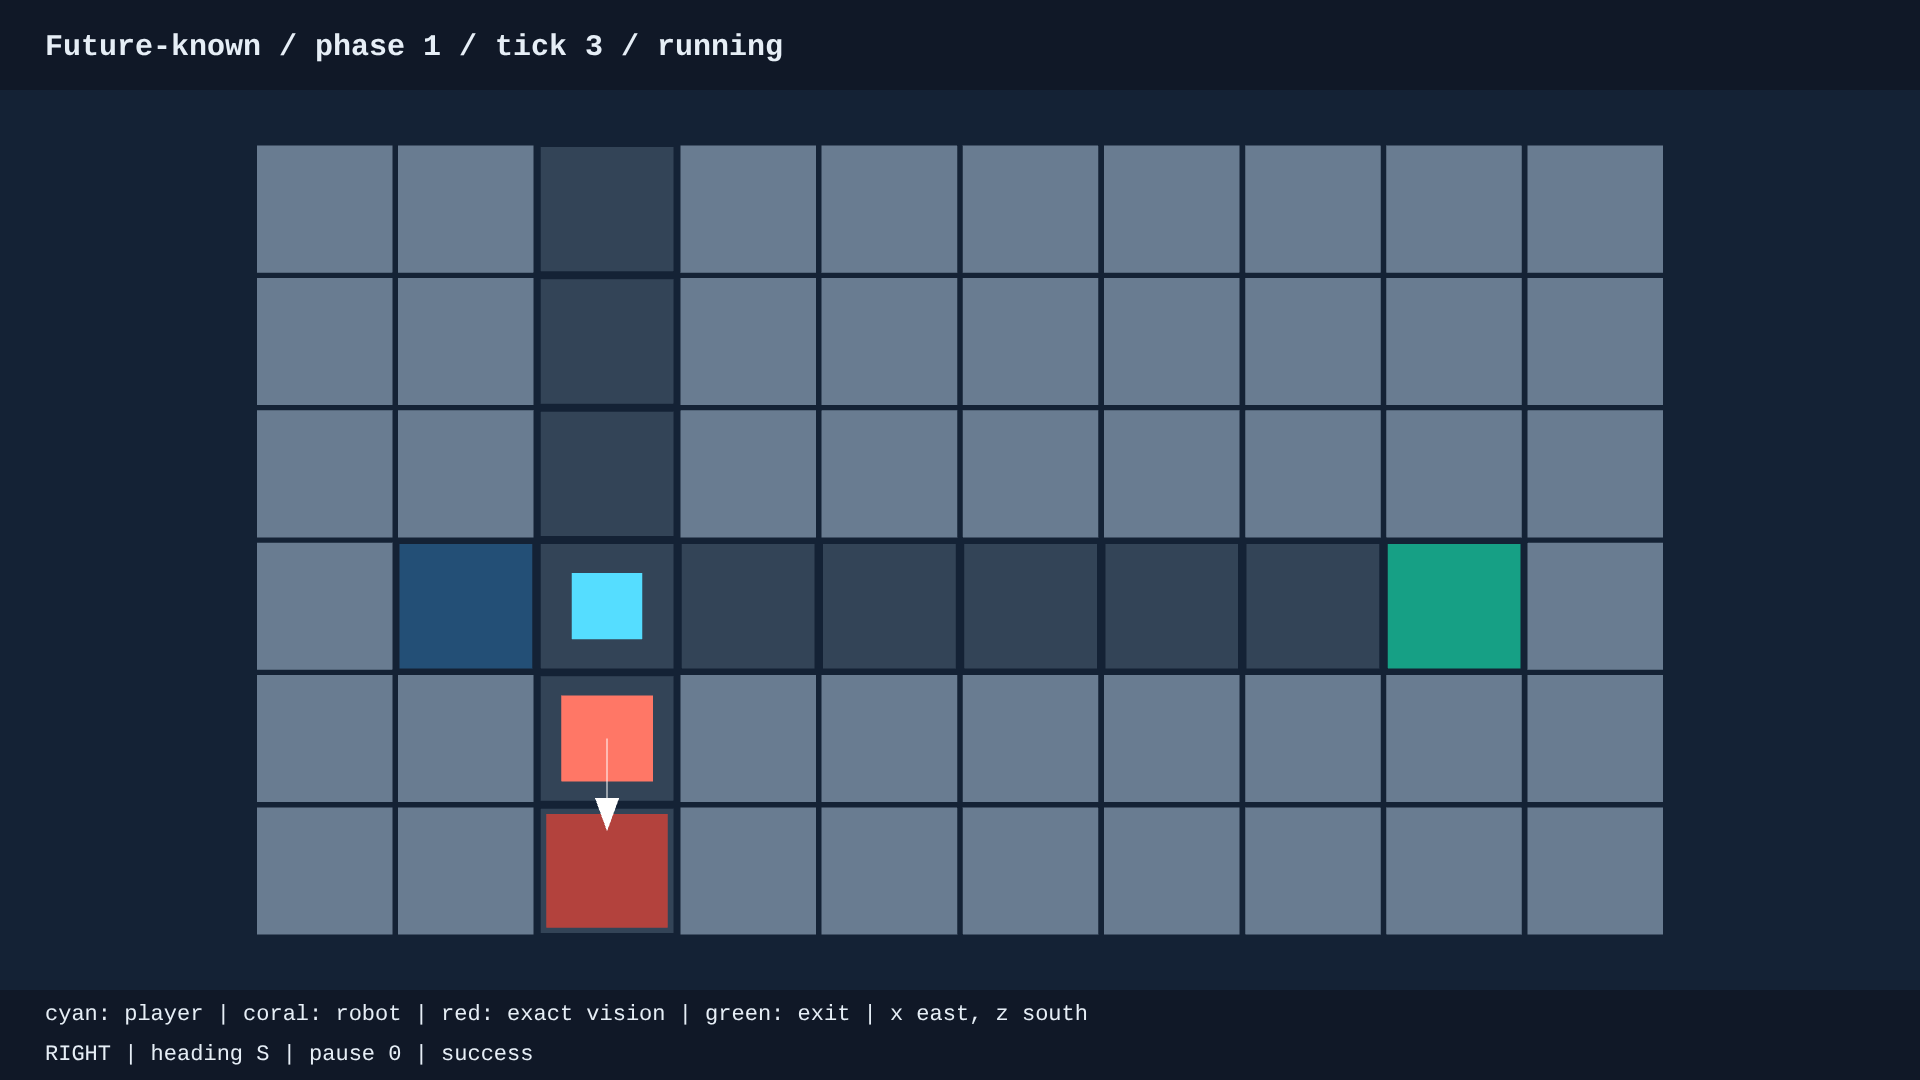 Future-known / phase 1 / tick 3 / running
cyan: player | coral: robot | red: exact vision | green: exit | x east, z south
RIGHT | heading S | pause 0 | success